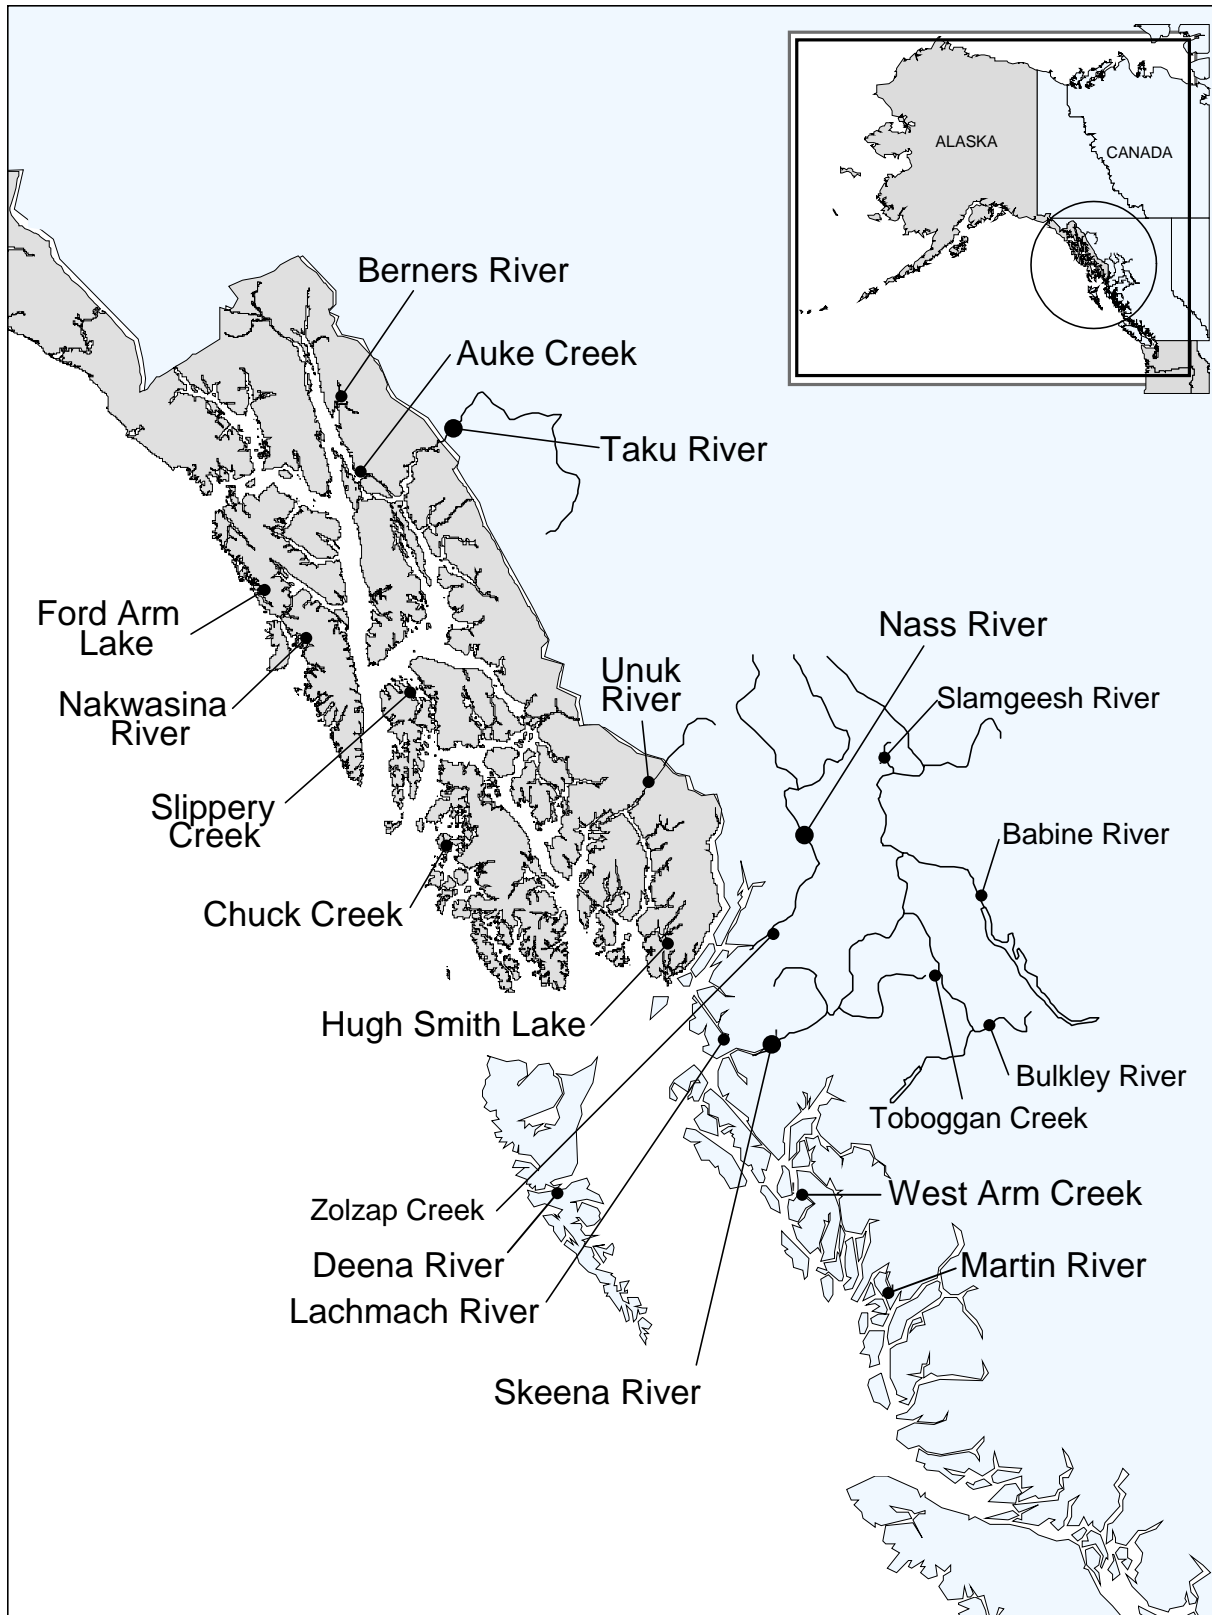 ALASKA
CANADA
Berners River
Auke Creek
Taku River
Ford Arm
Lake
Nass River
Unuk
River
Slamgeesh River
Nakwasina
River
Slippery
Creek
Babine River
Chuck Creek
Hugh Smith Lake
Bulkley River
Toboggan Creek
West Arm Creek
Zolzap Creek
Deena River
Martin River
Lachmach River
Skeena River